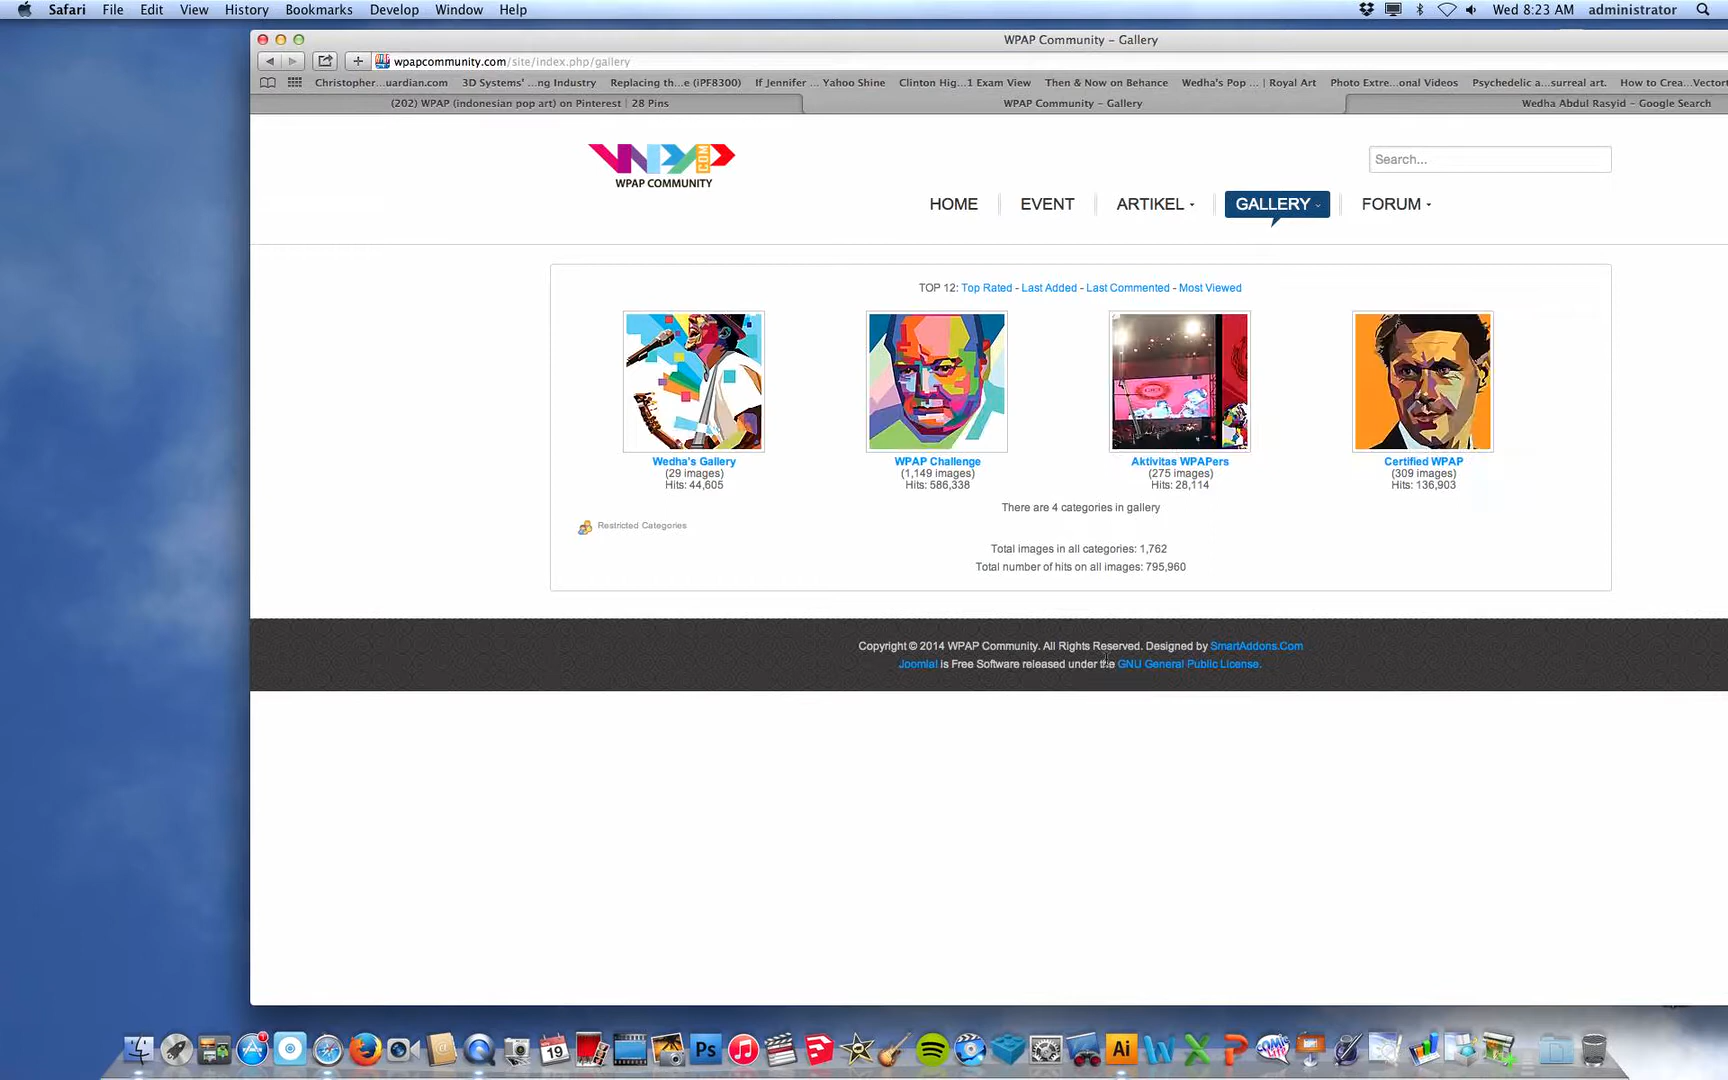 Safari File Edit View History Bookmarks Develop Window Help Wed 8:23 AM administrator
WPAP Community – Gallery
wpapcommunity.com/site/index.php/gallery
Christopher...uardian.com 3D Systems' ...ng Industry Replacing th...e (iPF8300) If Jennifer ... Yahoo Shine Clinton Hig...1 Exam View Then & Now on Behance Wedha's Pop ... | Royal Art Photo Extre...onal Videos Psychedelic a...surreal art. How to Crea...Vector
(202) WPAP (indonesian pop art) on Pinterest | 28 Pins WPAP Community – Gallery Wedha Abdul Rasyid – Google Search
WPAP COM
WPAP COMMUNITY
Search...
HOME EVENT ARTIKEL GALLERY FORUM
TOP 12: Top Rated - Last Added - Last Commented - Most Viewed
Wedha's Gallery WPAP Challenge Aktivitas WPAPers Certified WPAP
(29 images) (1,149 images) (275 images) (309 images)
Hits: 44,605 Hits: 586,338 Hits: 28,114 Hits: 136,903
There are 4 categories in gallery
Restricted Categories
Total images in all categories: 1,762
Total number of hits on all images: 795,960
Copyright © 2014 WPAP Community. All Rights Reserved. Designed by SmartAddons.Com
Joomla! is Free Software released under the GNU General Public License.
1 19 Ps Ai W X P Comic Life